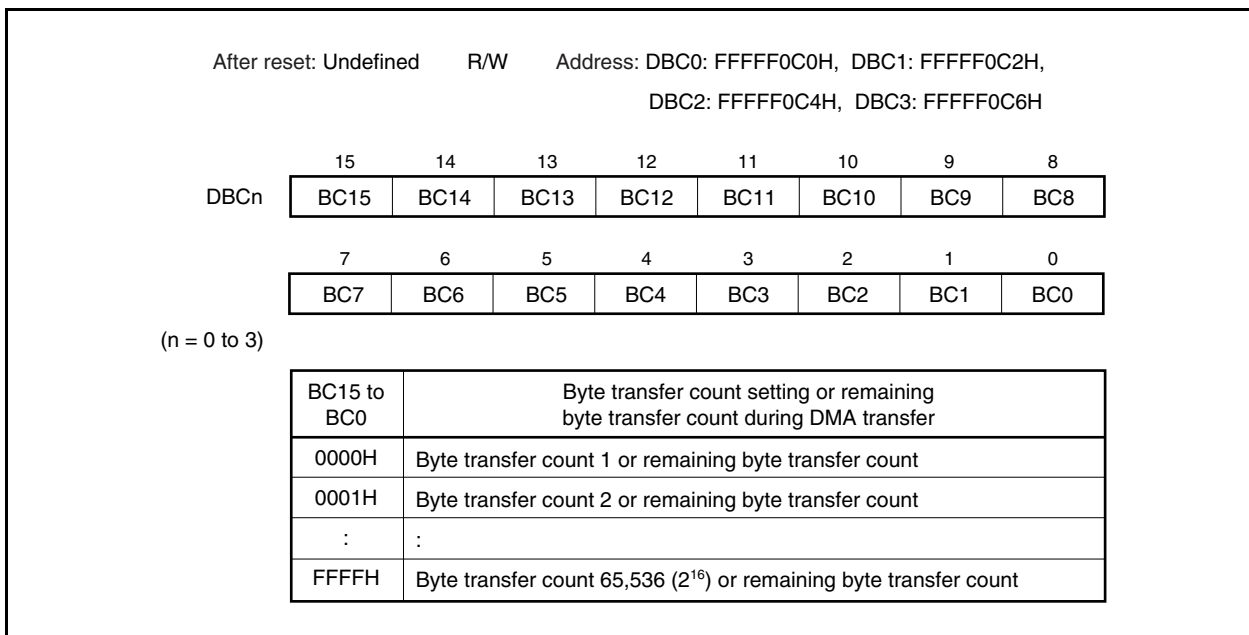 After reset: Undefined R/W Address: DBC0: FFFFF0C0H, DBC1: FFFFF0C2H,
DBC2: FFFFF0C4H, DBC3: FFFFF0C6H
15 14 13 12 11 10 9 8
DBCn BC15 BC14 BC13 BC12 BC11 BC10 BC9 BC8
7 6 5 4 3 2 1 0
BC7 BC6 BC5 BC4 BC3 BC2 BC1 BC0
(n = 0 to 3)
BC15 to BC0 Byte transfer count setting or remaining
byte transfer count during DMA transfer
0000H Byte transfer count 1 or remaining byte transfer count
0001H Byte transfer count 2 or remaining byte transfer count
: :
FFFFH Byte transfer count 65,536 (2¹⁶) or remaining byte transfer count